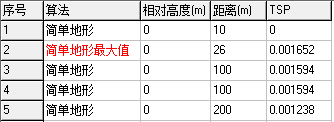 序号 算法 相对高度(m) 距离(m) TSP
1 简单地形 0 10 0
2 简单地形最大值 0 26 0.001652
3 简单地形 0 100 0.001594
4 简单地形 0 100 0.001594
5 简单地形 0 200 0.001238